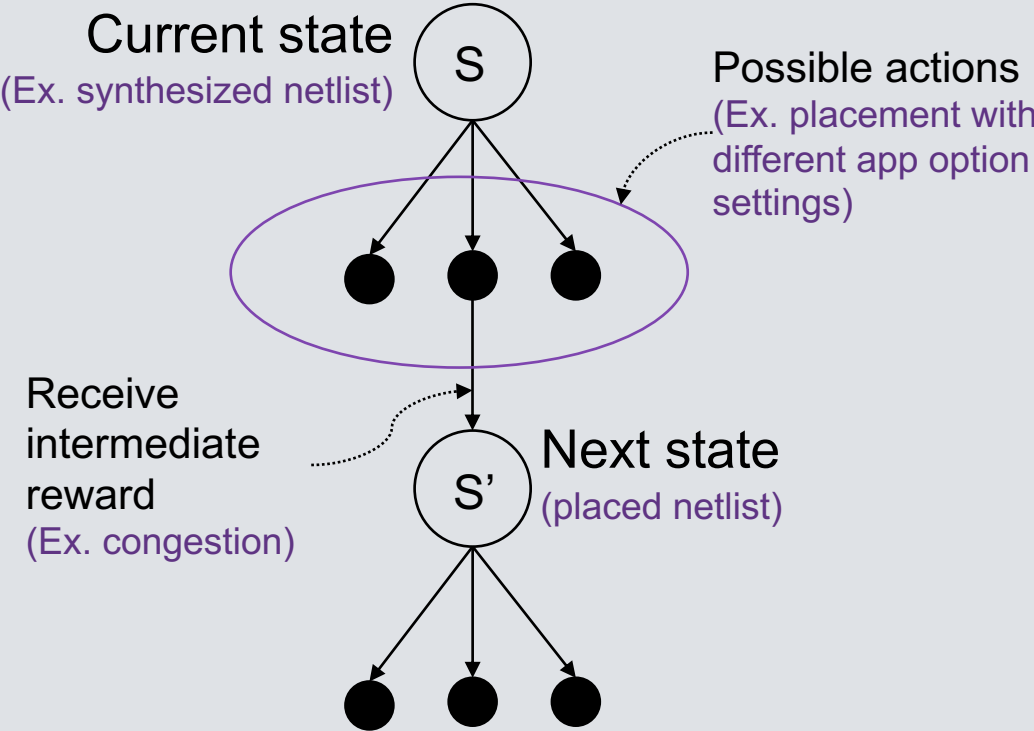 Current state
(Ex. synthesized netlist)
S
Possible actions
(Ex. placement with
different app option
settings)
Receive
intermediate
reward
(Ex. congestion)
S’
Next state
(placed netlist)